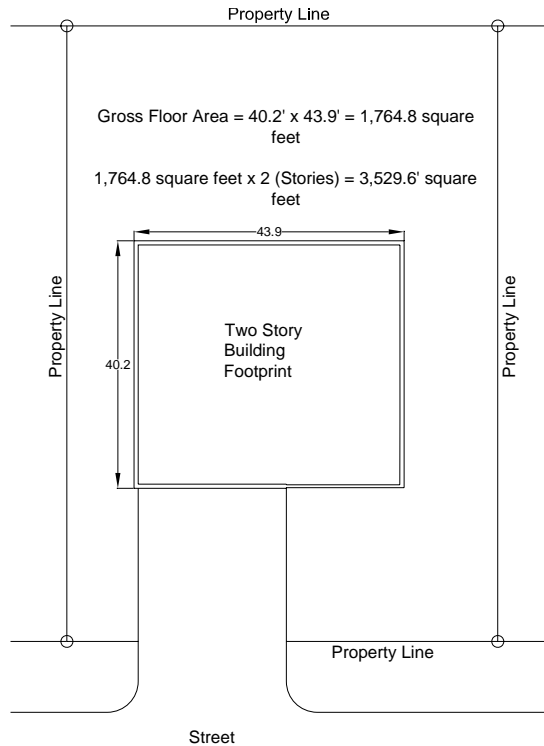 Property Line
Gross Floor Area = 40.2' x 43.9' = 1,764.8 square
feet
1,764.8 square feet x 2 (Stories) = 3,529.6' square
feet
43.9
Property Line
Property Line
40.2
Two Story
Building
Footprint
Property Line
Street